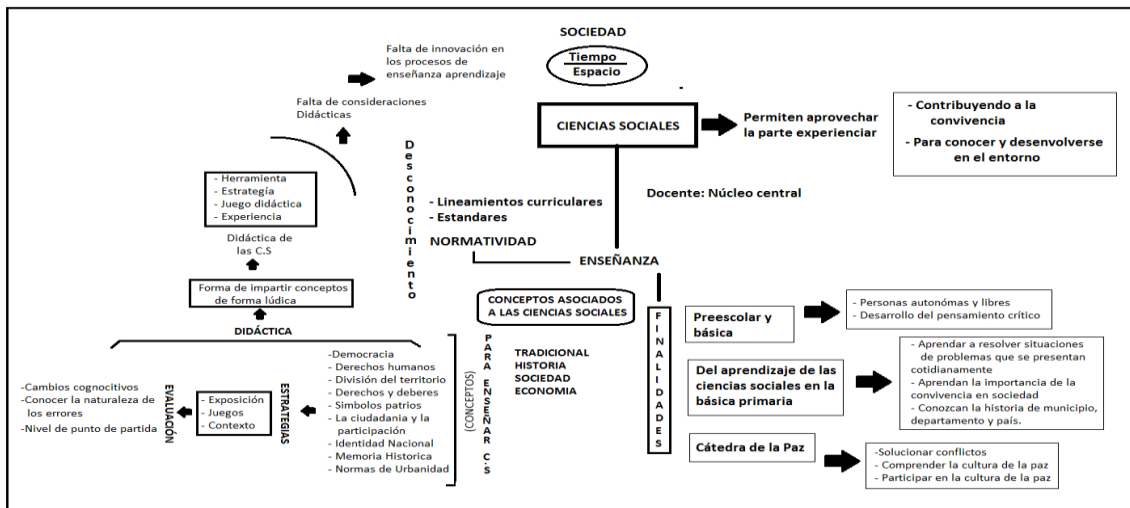 SOCIEDAD
Tiempo
Espacio
CIENCIAS SOCIALES
Permiten aprovechar
la parte experienciar
- Contribuyendo a la
convivencia
- Para conocer y desenvolverse
en el entorno
Docente: Núcleo central
Falta de innovación en
los procesos de
enseñanza aprendizaje
Falta de consideraciones
Didácticas
- Herramienta
- Estrategía
- Juego didáctica
- Experiencia
Didáctica de
las C.S
Forma de impartir conceptos
de forma lúdica
DIDÁCTICA
Desconocimiento
- Lineamientos curriculares
- Estandares
NORMATIVIDAD
ENSEÑANZA
CONCEPTOS ASOCIADOS
A LAS CIENCIAS SOCIALES
TRADICIONAL
HISTORIA
SOCIEDAD
ECONOMIA
PARA ENSEÑAR C.S
(CONCEPTOS)
-Democracia
- Derechos humanos
- División del territorio
- Derechos y deberes
- Simbolos patrios
- La ciudadania y la
participación
- Identidad Nacional
- Memoria Historica
- Normas de Urbanidad
ESTRATEGIAS
- Exposición
- Juegos
- Contexto
EVALUACIÓN
-Cambios cognocitivos
-Conocer la naturaleza de
los errores
-Nivel de punto de partida
FINALIDADES
Preescolar y
básica
- Personas autonómas y libres
- Desarrollo del pensamiento crítico
Del aprendizaje de las
ciencias sociales en la
básica primaria
- Aprendar a resolver situaciones
de problemas que se presentan
cotidianamente
- Aprendan la importancia de la
convivencia en sociedad
- Conozcan la historia de municipio,
departamento y país.
Cátedra de la Paz
-Solucionar conflictos
- Comprender la cultura de la paz
- Participar en la cultura de la paz